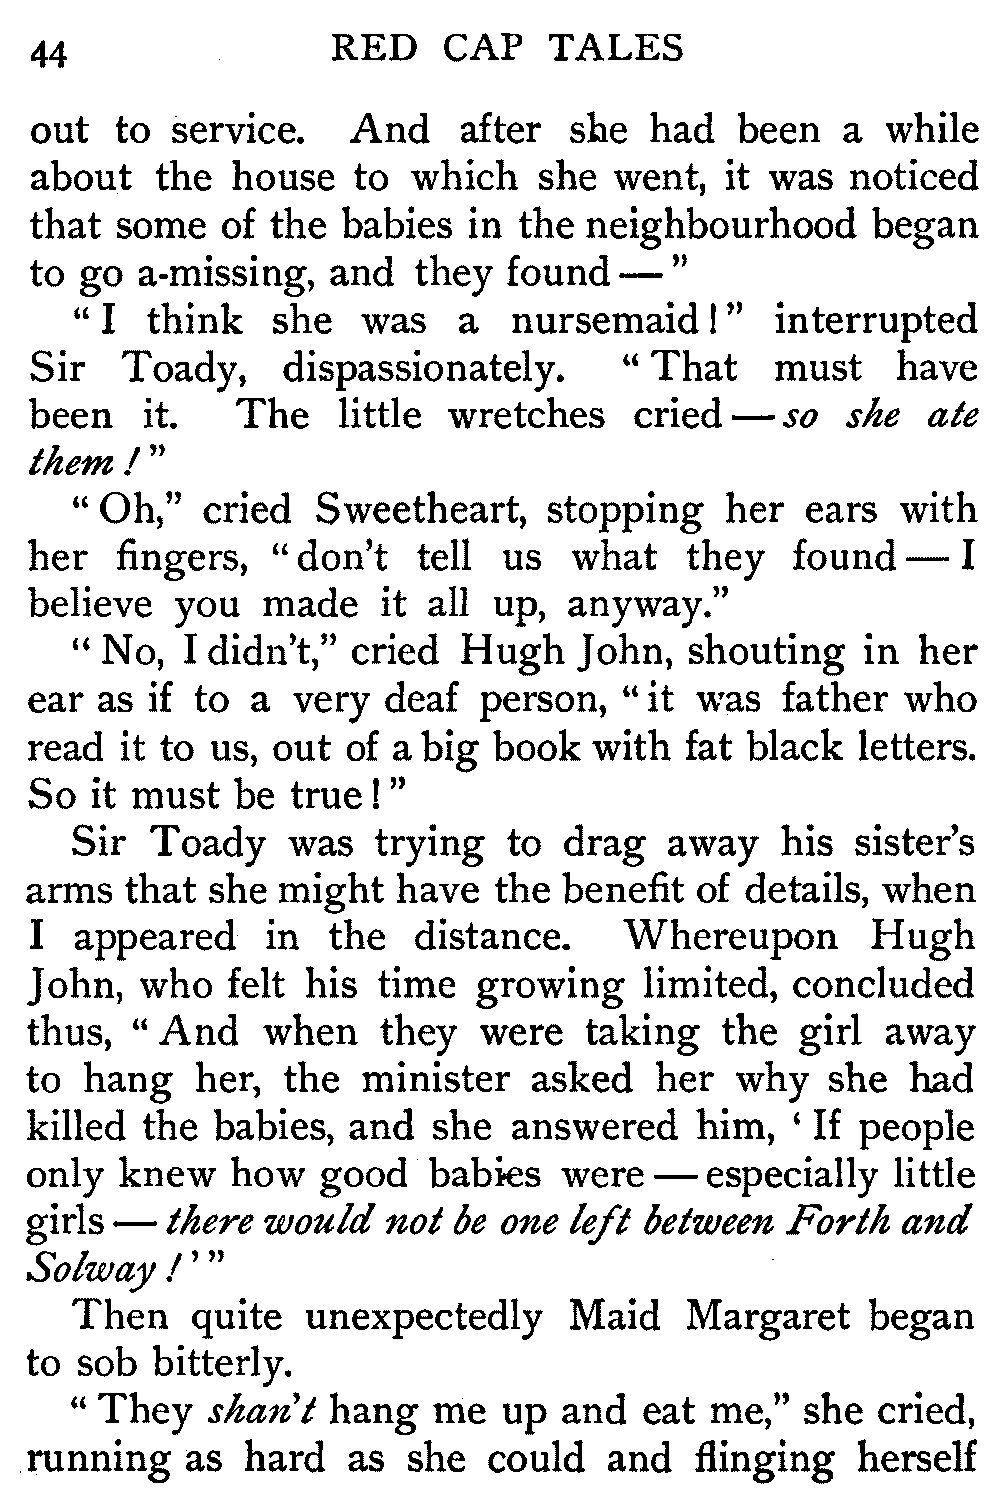 44 RED CAP TALES
out to service. And after she had been a while
about the house to which she went, it was noticed
that some of the babies in the neighbourhood began
to go a-missing, and they found — ”
“ I think she was a nursemaid ! ” interrupted
Sir Toady, dispassionately. “ That must have
been it. The little wretches cried — so she ate
them ! ”
“ Oh,” cried Sweetheart, stopping her ears with
her fingers, “ don’t tell us what they found — I
believe you made it all up, anyway.”
“ No, I didn’t,” cried Hugh John, shouting in her
ear as if to a very deaf person, “ it was father who
read it to us, out of a big book with fat black letters.
So it must be true ! ”
Sir Toady was trying to drag away his sister’s
arms that she might have the benefit of details, when
I appeared in the distance. Whereupon Hugh
John, who felt his time growing limited, concluded
thus, “ And when they were taking the girl away
to hang her, the minister asked her why she had
killed the babies, and she answered him, ‘ If people
only knew how good babies were — especially little
girls — there would not be one left between Forth and
Solway ! ’ ”
Then quite unexpectedly Maid Margaret began
to sob bitterly.
“ They shan’t hang me up and eat me,” she cried,
running as hard as she could and flinging herself